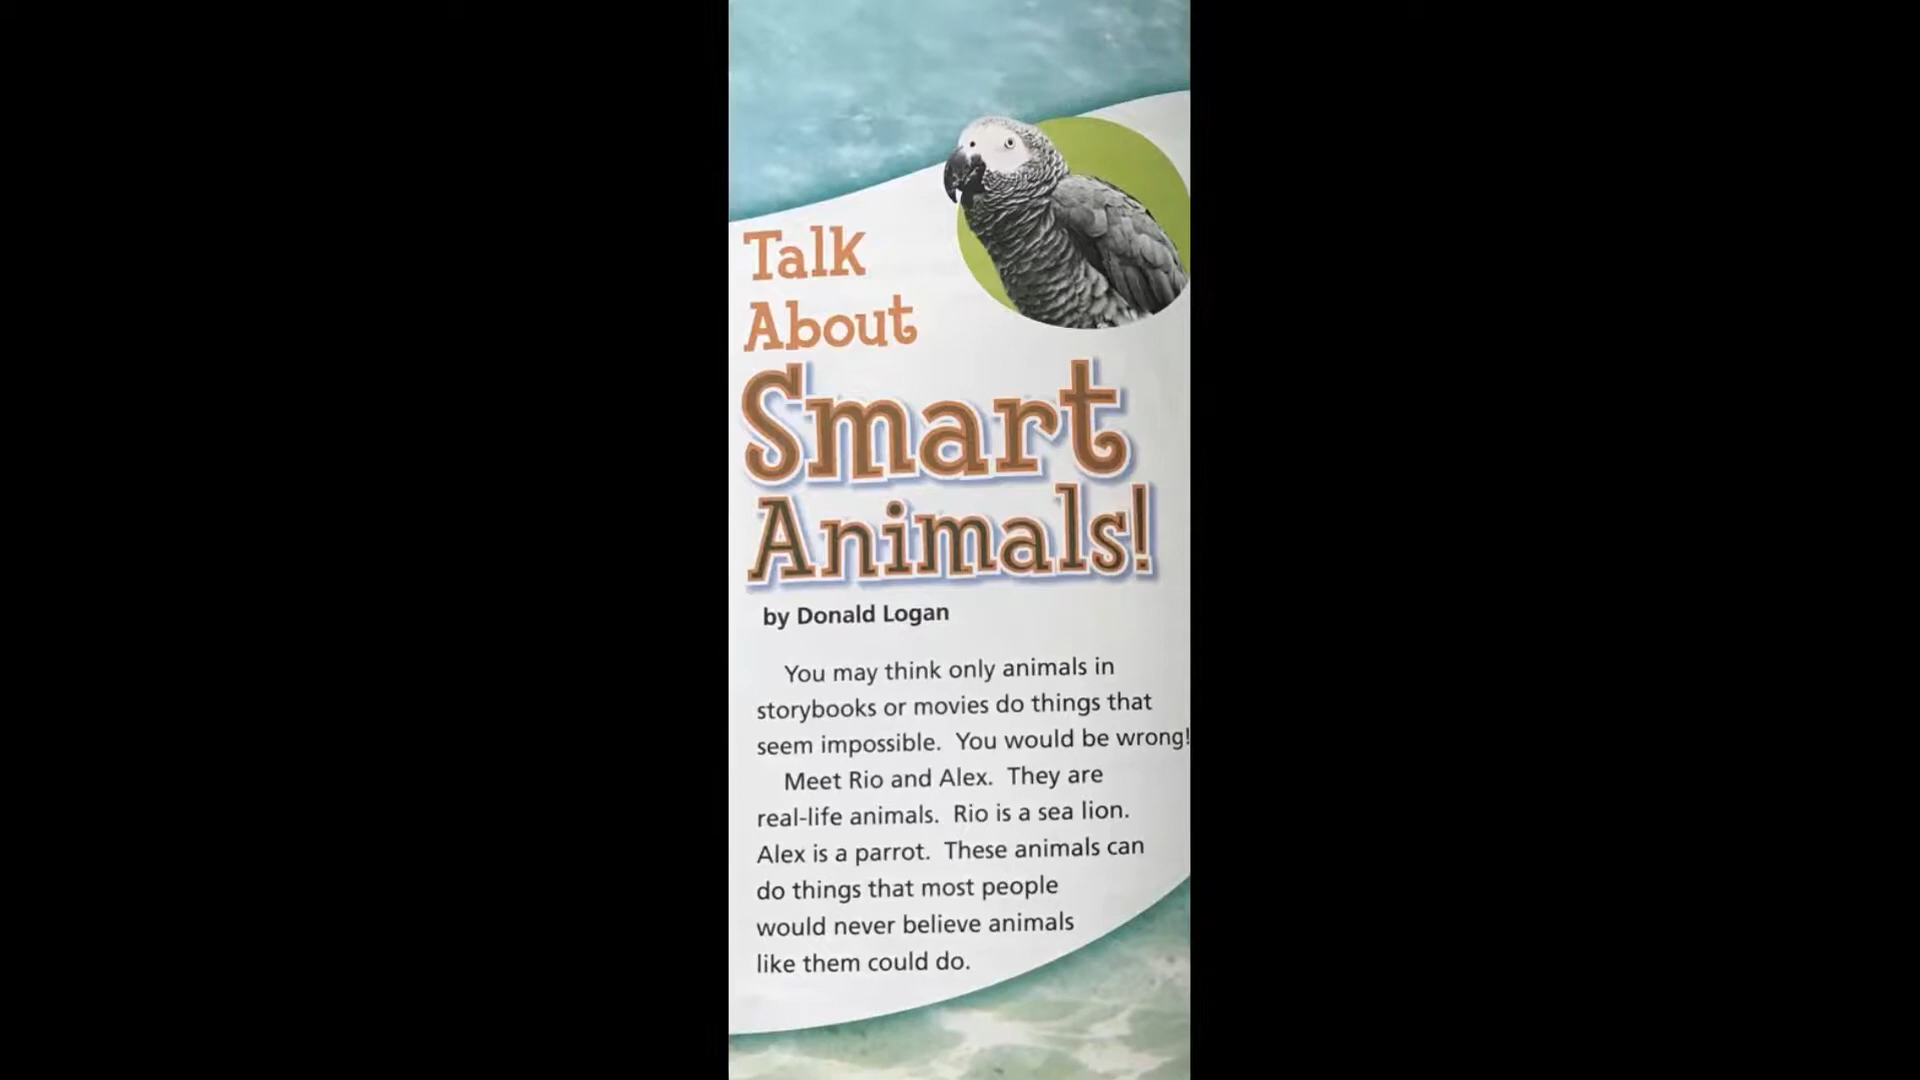 Talk
About
Smart
Animals!
by Donald Logan
You may think only animals in
storybooks or movies do things that
seem impossible. You would be wrong!
Meet Rio and Alex. They are
real-life animals. Rio is a sea lion.
Alex is a parrot. These animals can
do things that most people
would never believe animals
like them could do.